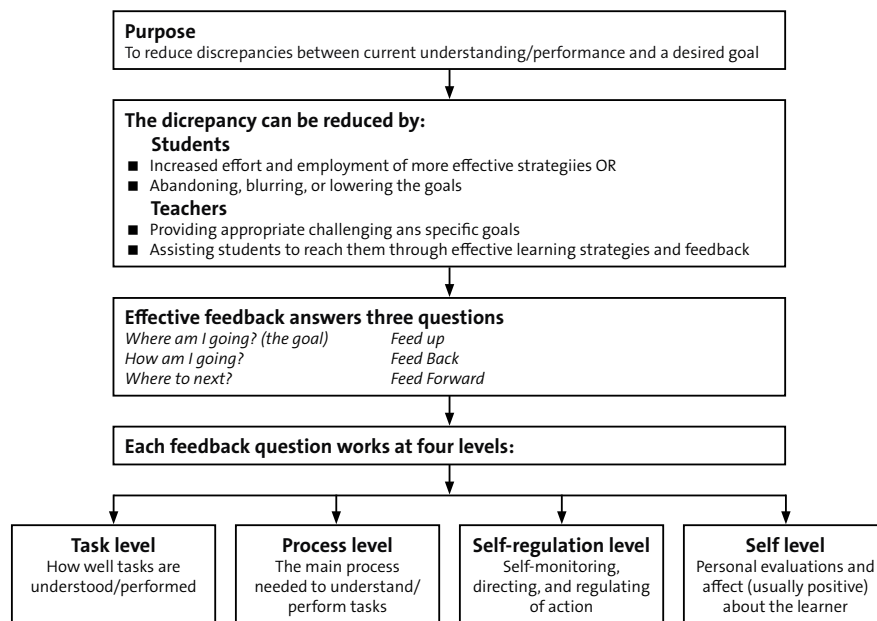 Purpose
To reduce discrepancies between current understanding/performance and a desired goal
The dicrepancy can be reduced by:
Students
■ Increased effort and employment of more effective strategiies OR
■ Abandoning, blurring, or lowering the goals
Teachers
■ Providing appropriate challenging ans specific goals
■ Assisting students to reach them through effective learning strategies and feedback
Effective feedback answers three questions
Where am I going? (the goal) Feed up
How am I going? Feed Back
Where to next? Feed Forward
Each feedback question works at four levels:
Task level
How well tasks are
understood/performed
Process level
The main process
needed to understand/
perform tasks
Self-regulation level
Self-monitoring,
directing, and regulating
of action
Self level
Personal evaluations and
affect (usually positive)
about the learner